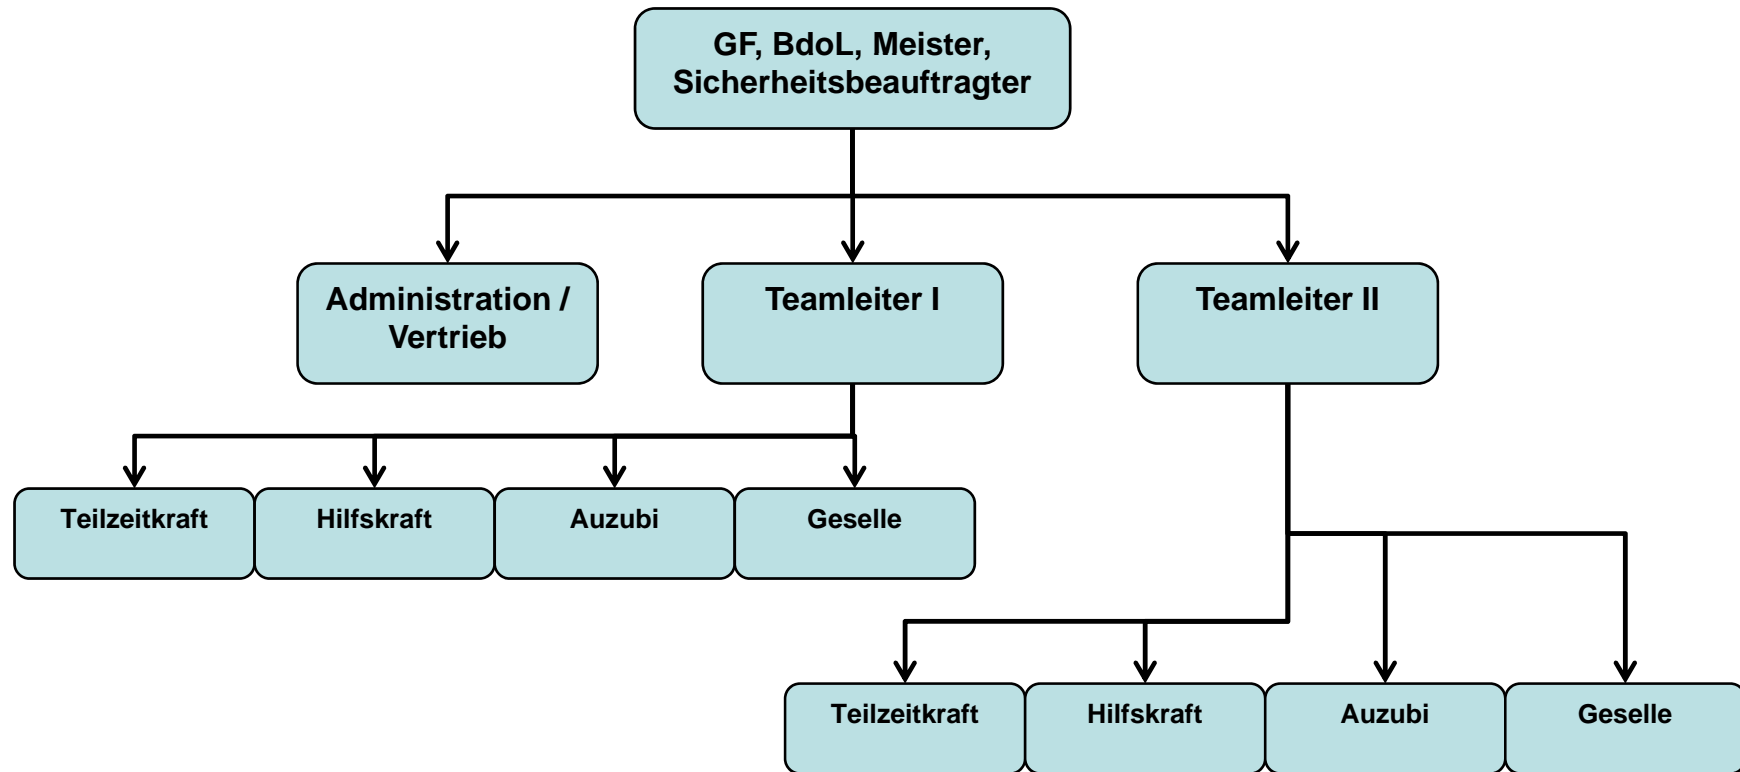 GF, BdoL, Meister,
Sicherheitsbeauftragter
Administration /
Vertrieb
Teamleiter I
Teamleiter II
Teilzeitkraft
Hilfskraft
Auzubi
Geselle
Teilzeitkraft
Hilfskraft
Auzubi
Geselle